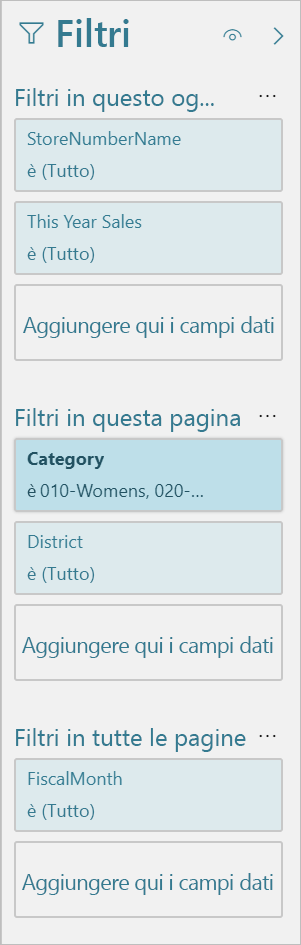 Filtri
Filtri in questo og...
StoreNumberName
è (Tutto)
This Year Sales
è (Tutto)
Aggiungere qui i campi dati
Filtri in questa pagina
Category
è 010-Womens, 020-...
District
è (Tutto)
Aggiungere qui i campi dati
Filtri in tutte le pagine
FiscalMonth
è (Tutto)
Aggiungere qui i campi dati